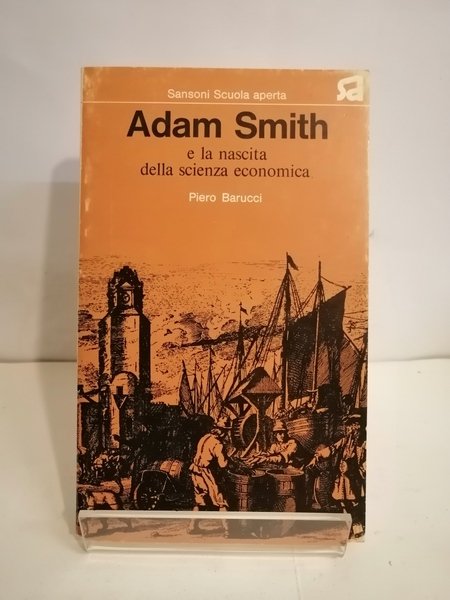 Sansoni Scuola aperta
sa
Adam Smith
e la nascita
della scienza economica
Piero Barucci